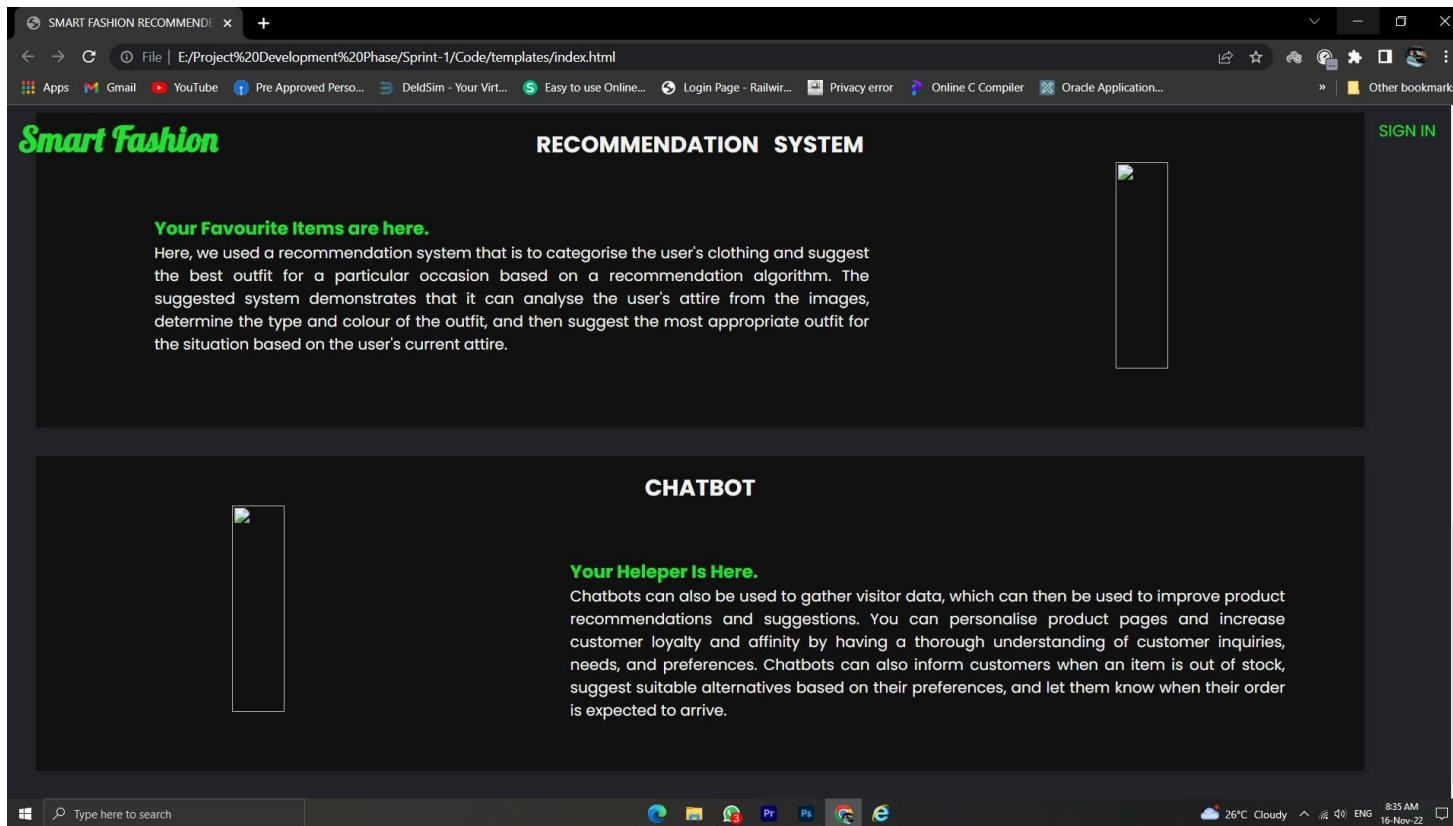 SMART FASHION RECOMMENDE
File | E:/Project%20Development%20Phase/Sprint-1/Code/templates/index.html
Apps Gmail YouTube Pre Approved Perso... DeldSim - Your Virt... Easy to use Online... Login Page - Railwir... Privacy error Online C Compiler Oracle Application... » Other bookmark
Smart Fashion
RECOMMENDATION SYSTEM
SIGN IN
Your Favourite Items are here.
Here, we used a recommendation system that is to categorise the user's clothing and suggest
the best outfit for a particular occasion based on a recommendation algorithm. The
suggested system demonstrates that it can analyse the user's attire from the images,
determine the type and colour of the outfit, and then suggest the most appropriate outfit for
the situation based on the user's current attire.
CHATBOT
Your Heleper Is Here.
Chatbots can also be used to gather visitor data, which can then be used to improve product
recommendations and suggestions. You can personalise product pages and increase
customer loyalty and affinity by having a thorough understanding of customer inquiries,
needs, and preferences. Chatbots can also inform customers when an item is out of stock,
suggest suitable alternatives based on their preferences, and let them know when their order
is expected to arrive.
Type here to search
3
Pr
Ps
26°C Cloudy
ENG
8:35 AM
16-Nov-22